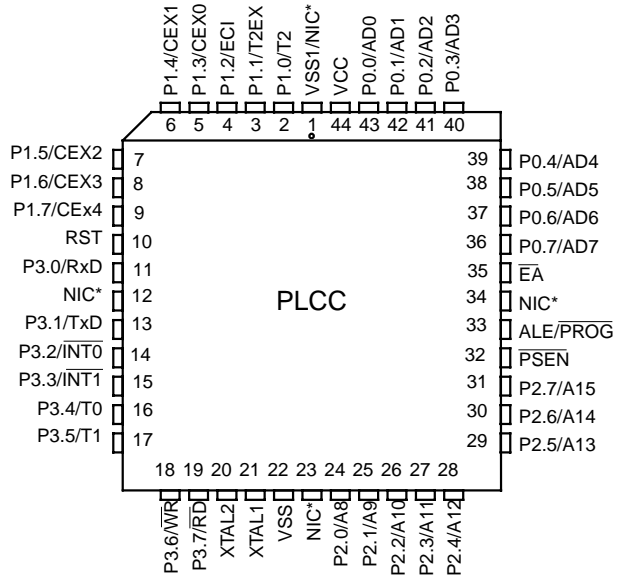 P1.4/CEX1
P1.3/CEX0
P1.2/ECI
P1.1/T2EX
P1.0/T2
VSS1/NIC*
VCC
P0.0/AD0
P0.1/AD1
P0.2/AD2
P0.3/AD3
6 5 4 3 2 1 44 43 42 41 40
P1.5/CEX2 7
P1.6/CEX3 8
P1.7/CEx4 9
RST 10
P3.0/RxD 11
NIC* 12
P3.1/TxD 13
P3.2/I̅N̅T̅0̅ 14
P3.3/I̅N̅T̅1̅ 15
P3.4/T0 16
P3.5/T1 17
PLCC
39 P0.4/AD4
38 P0.5/AD5
37 P0.6/AD6
36 P0.7/AD7
35 E̅A̅
34 NIC*
33 ALE/P̅R̅O̅G̅
32 P̅S̅E̅N̅
31 P2.7/A15
30 P2.6/A14
29 P2.5/A13
18 19 20 21 22 23 24 25 26 27 28
P3.6/W̅R̅
P3.7/R̅D̅
XTAL2
XTAL1
VSS
NIC*
P2.0/A8
P2.1/A9
P2.2/A10
P2.3/A11
P2.4/A12